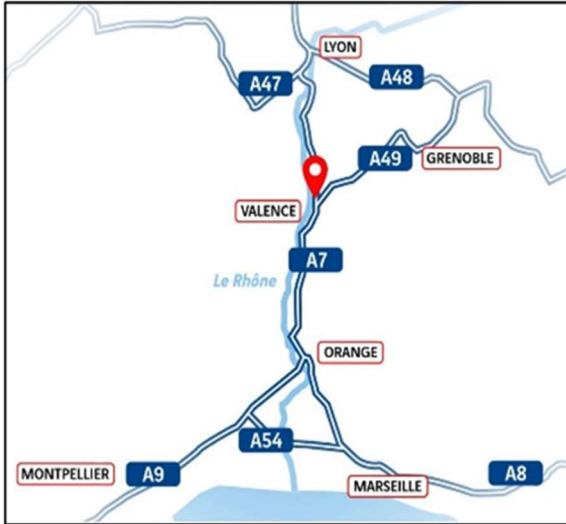 LYON
A47
A48
A49
GRENOBLE
VALENCE
A7
Le Rhône
ORANGE
A54
MONTPELLIER
A9
MARSEILLE
A8